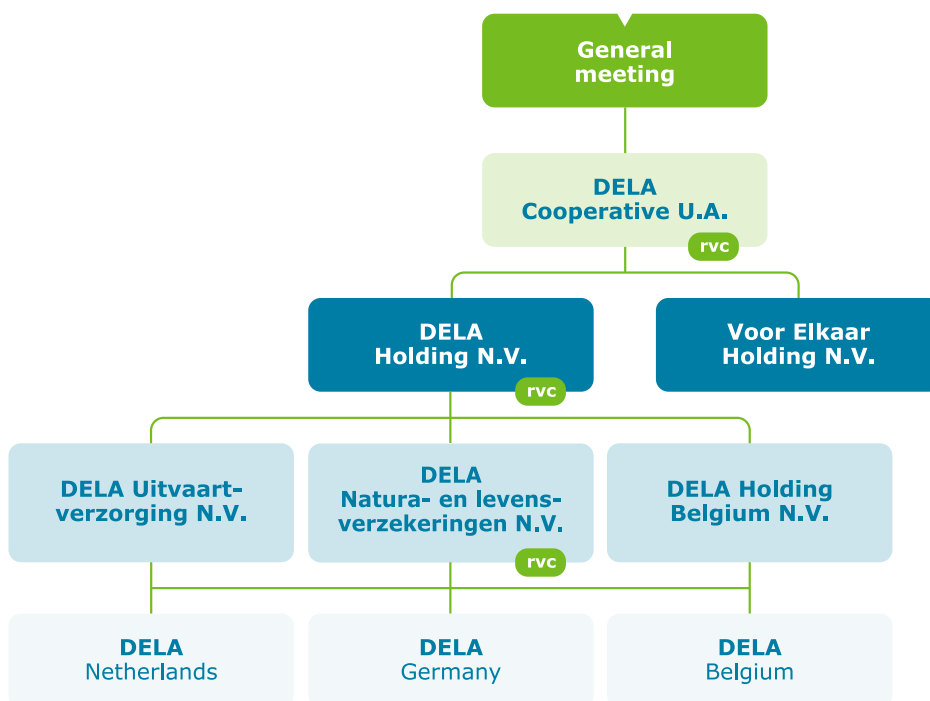 General
meeting
DELA
Cooperative U.A.
rvc
DELA
Holding N.V.
rvc
Voor Elkaar
Holding N.V.
DELA Uitvaart-
verzorging N.V.
DELA
Natura- en levens-
verzekeringen N.V.
rvc
DELA Holding
Belgium N.V.
DELA
Netherlands
DELA
Germany
DELA
Belgium